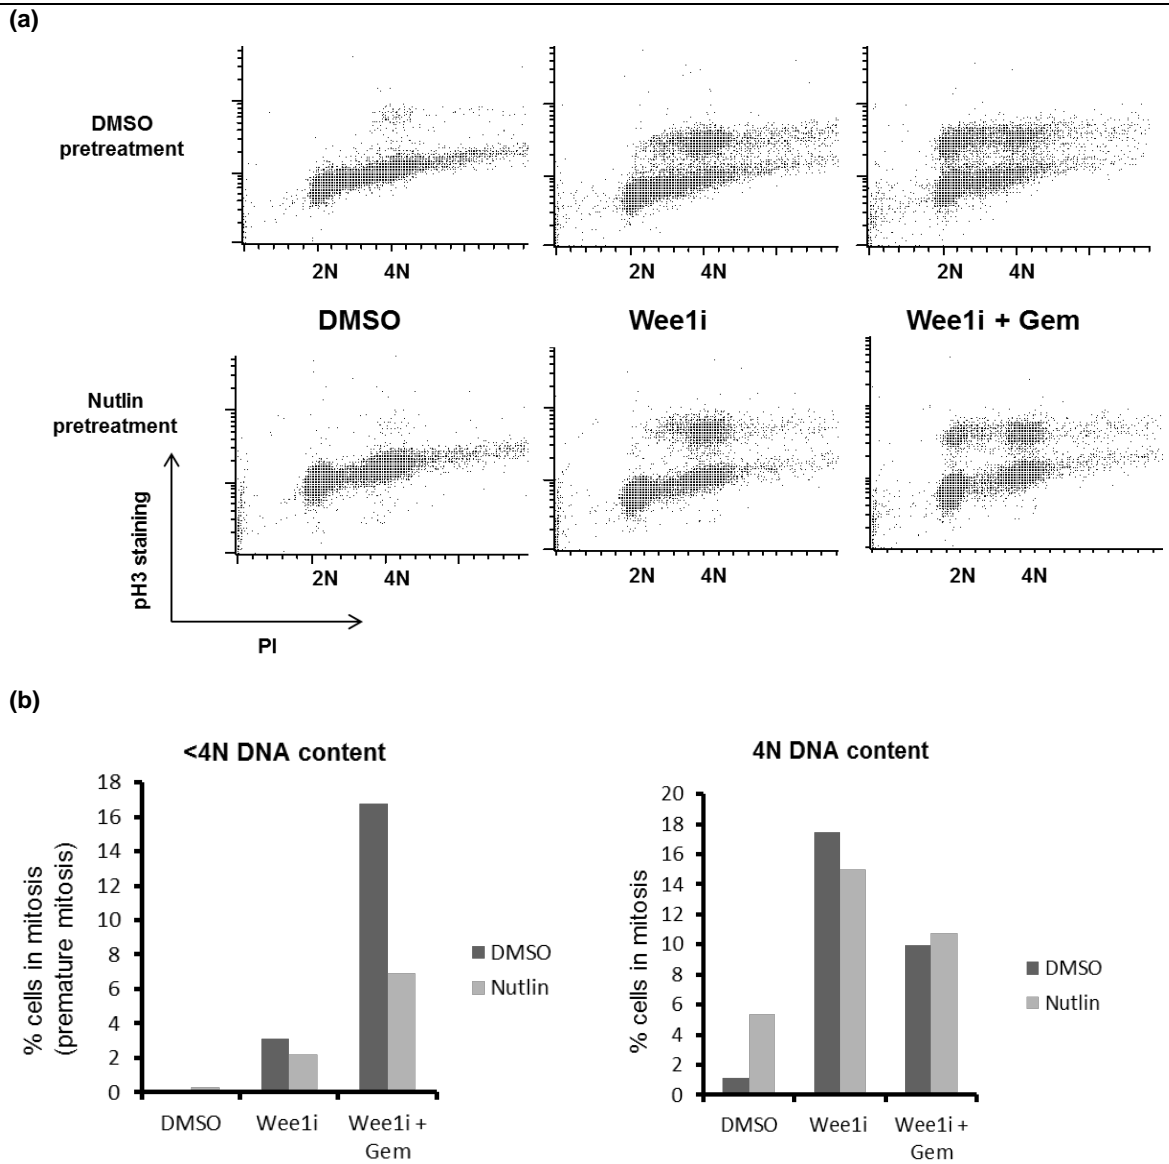 (a)
DMSO
pretreatment
2N 4N
2N 4N
2N 4N
DMSO
Wee1i
Wee1i + Gem
Nutlin
pretreatment
pH3 staining
PI
2N 4N
2N 4N
2N 4N
(b)
<4N DNA content
% cells in mitosis
(premature mitosis)
18
16
14
12
10
8
6
4
2
0
DMSO
Wee1i
Wee1i +
Gem
DMSO
Nutlin
4N DNA content
% cells in mitosis
20
18
16
14
12
10
8
6
4
2
0
DMSO
Wee1i
Wee1i +
Gem
DMSO
Nutlin